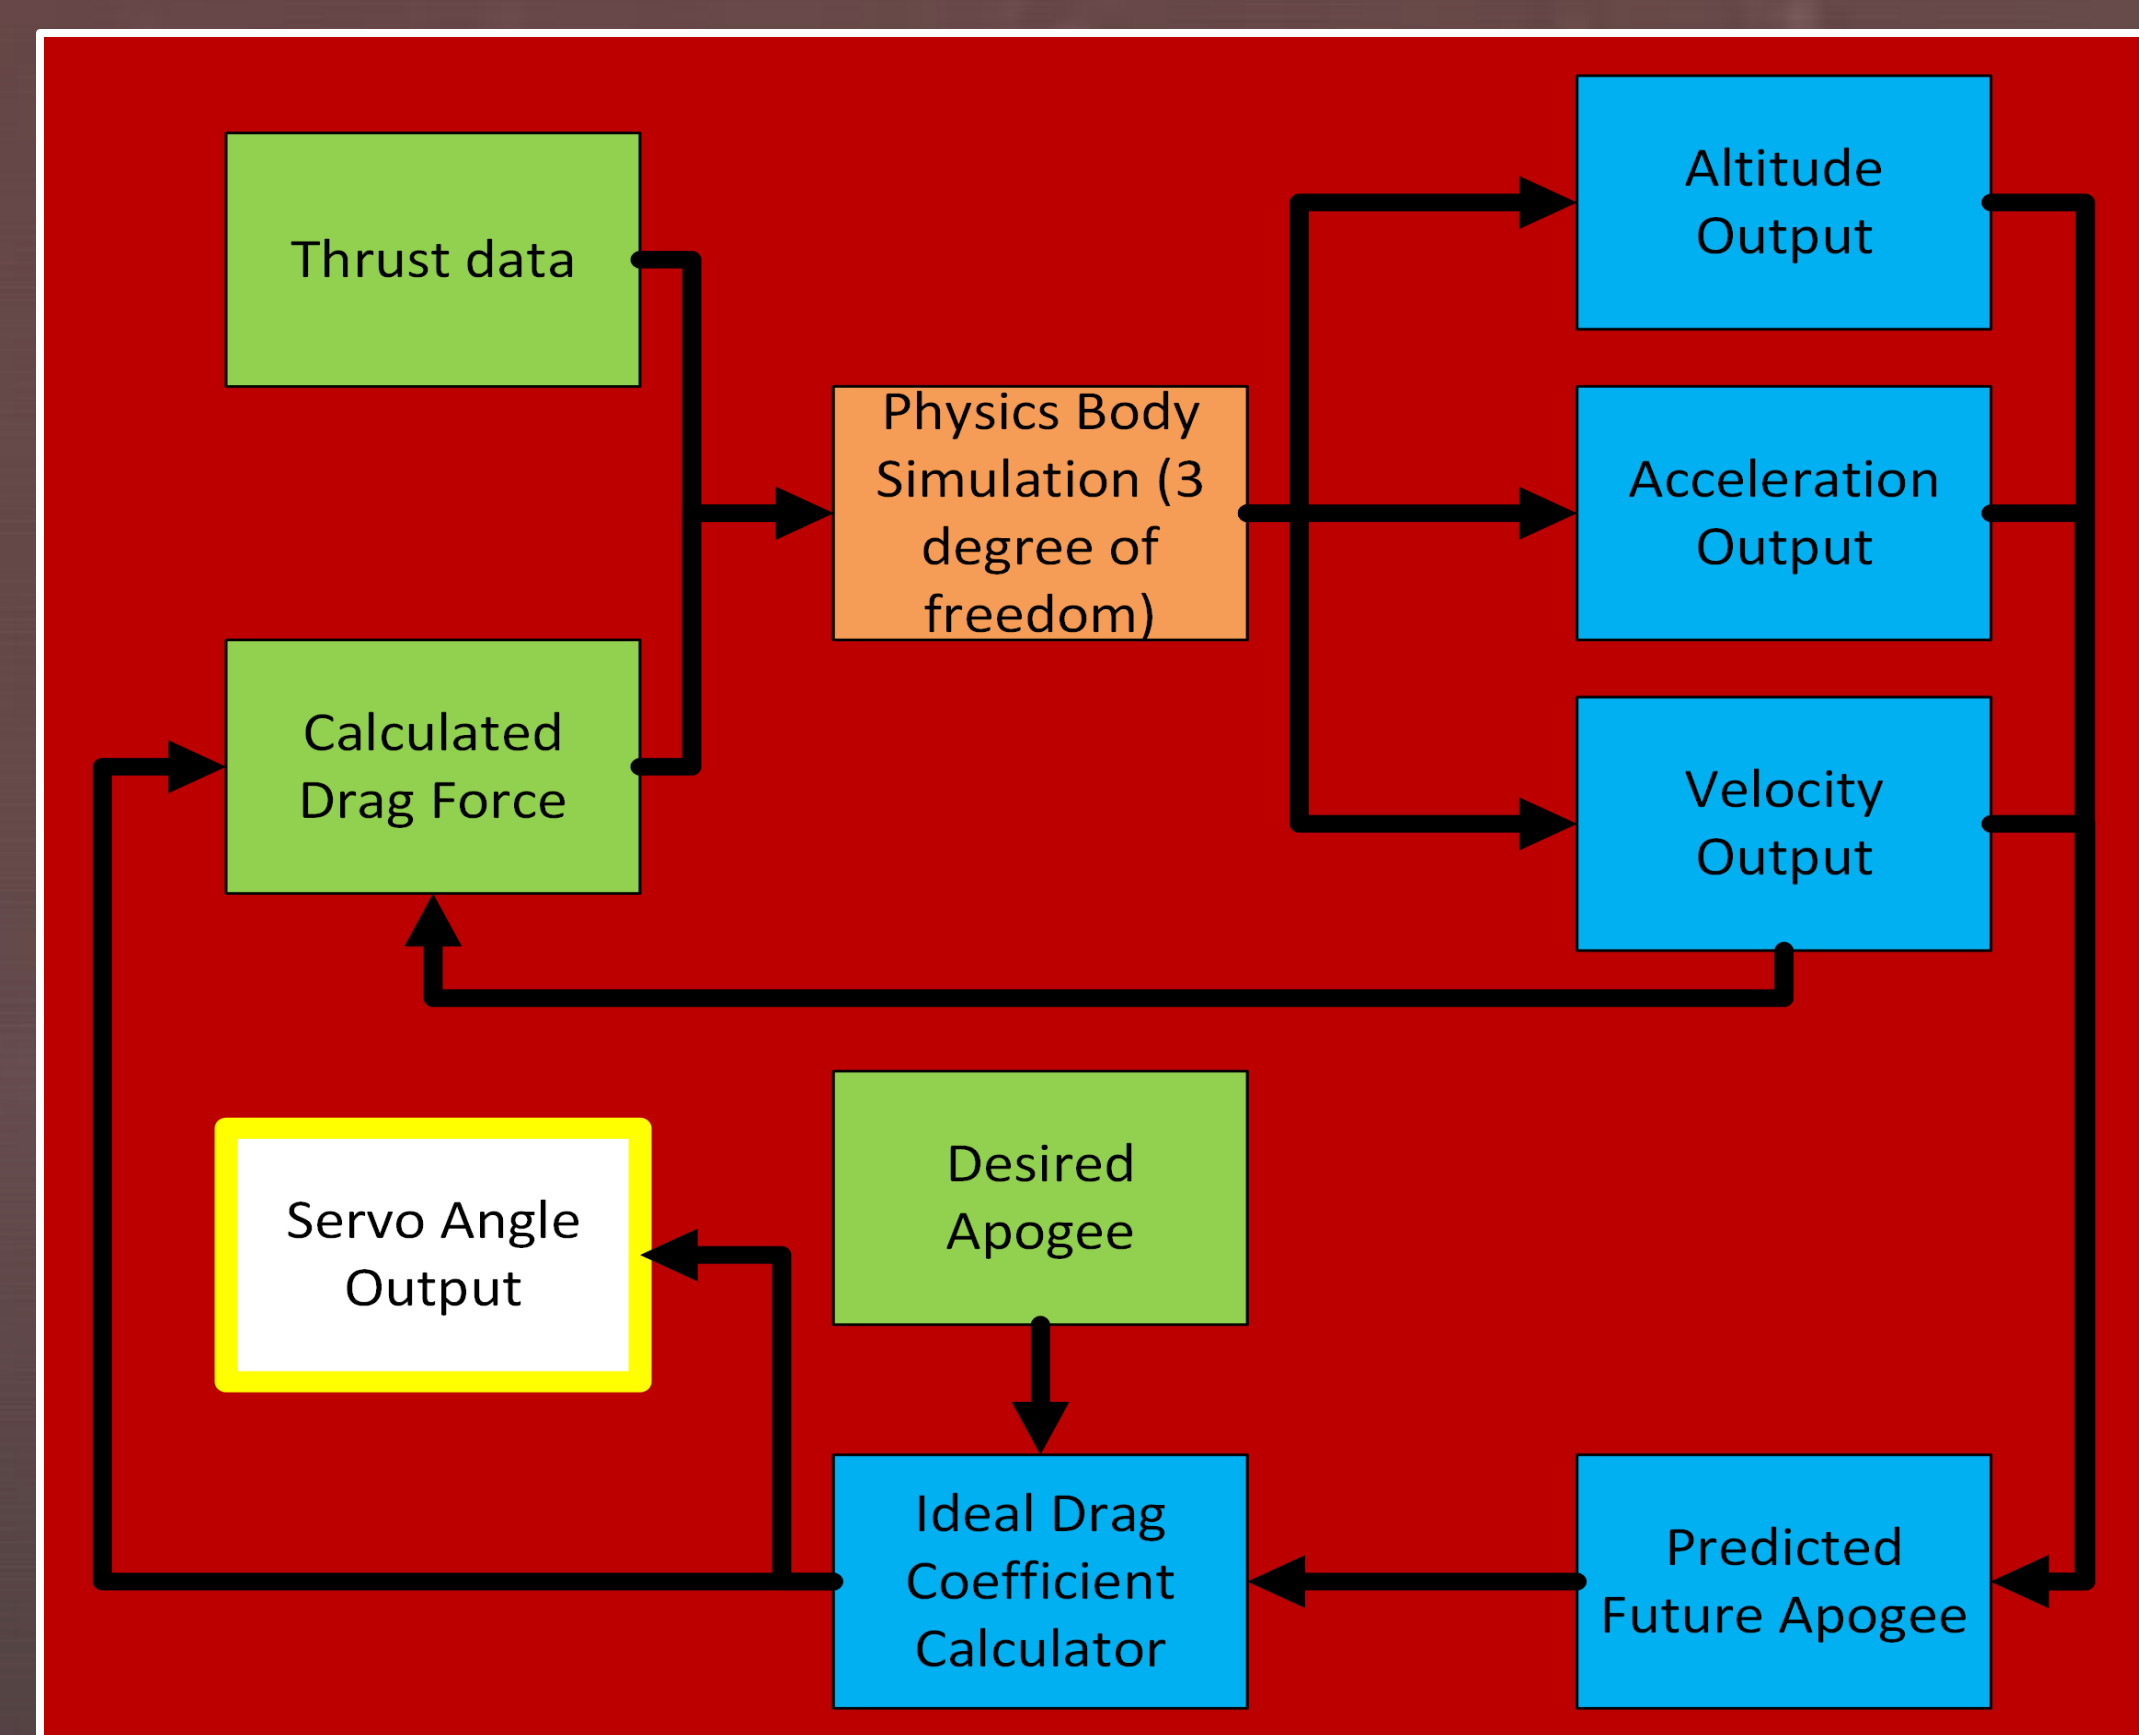 Thrust data
Altitude
Output
Physics Body
Simulation (3
degree of
freedom)
Acceleration
Output
Calculated
Drag Force
Velocity
Output
Servo Angle
Output
Desired
Apogee
Ideal Drag
Coefficient
Calculator
Predicted
Future Apogee